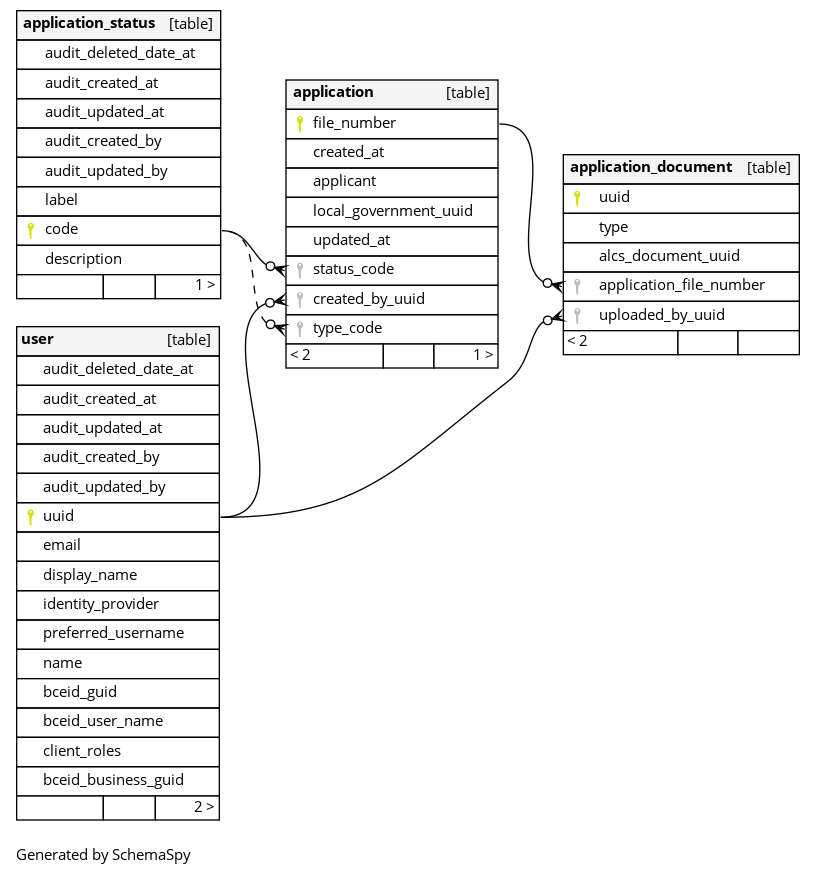 application_status [table]
audit_deleted_date_at
audit_created_at
audit_updated_at
audit_created_by
audit_updated_by
label
code
description
1 >
application [table]
file_number
created_at
applicant
local_government_uuid
updated_at
status_code
created_by_uuid
type_code
< 2 1 >
application_document [table]
uuid
type
alcs_document_uuid
application_file_number
uploaded_by_uuid
< 2
user [table]
audit_deleted_date_at
audit_created_at
audit_updated_at
audit_created_by
audit_updated_by
uuid
email
display_name
identity_provider
preferred_username
name
bceid_guid
bceid_user_name
client_roles
bceid_business_guid
2 >
Generated by SchemaSpy